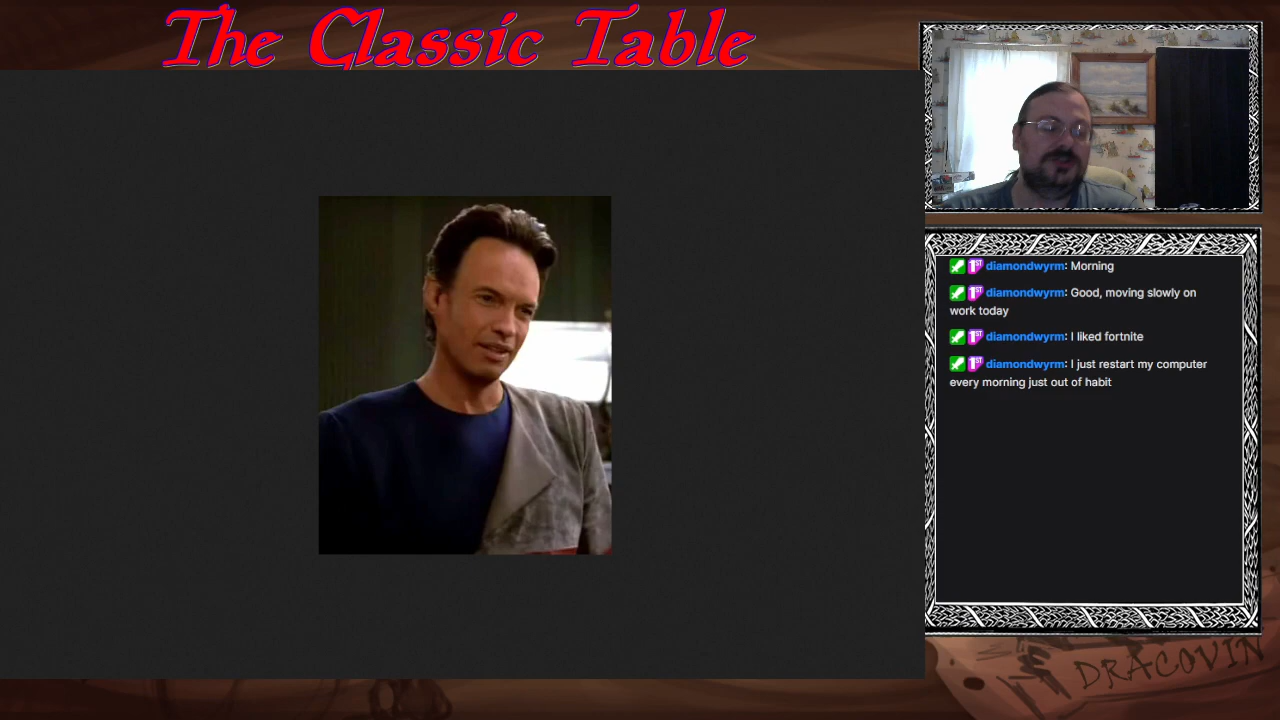 The Classic Table
diamondwyrm: Morning
diamondwyrm: Good, moving slowly on
work today
diamondwyrm: I liked fortnite
diamondwyrm: I just restart my computer
every morning just out of habit
DRACOVIN